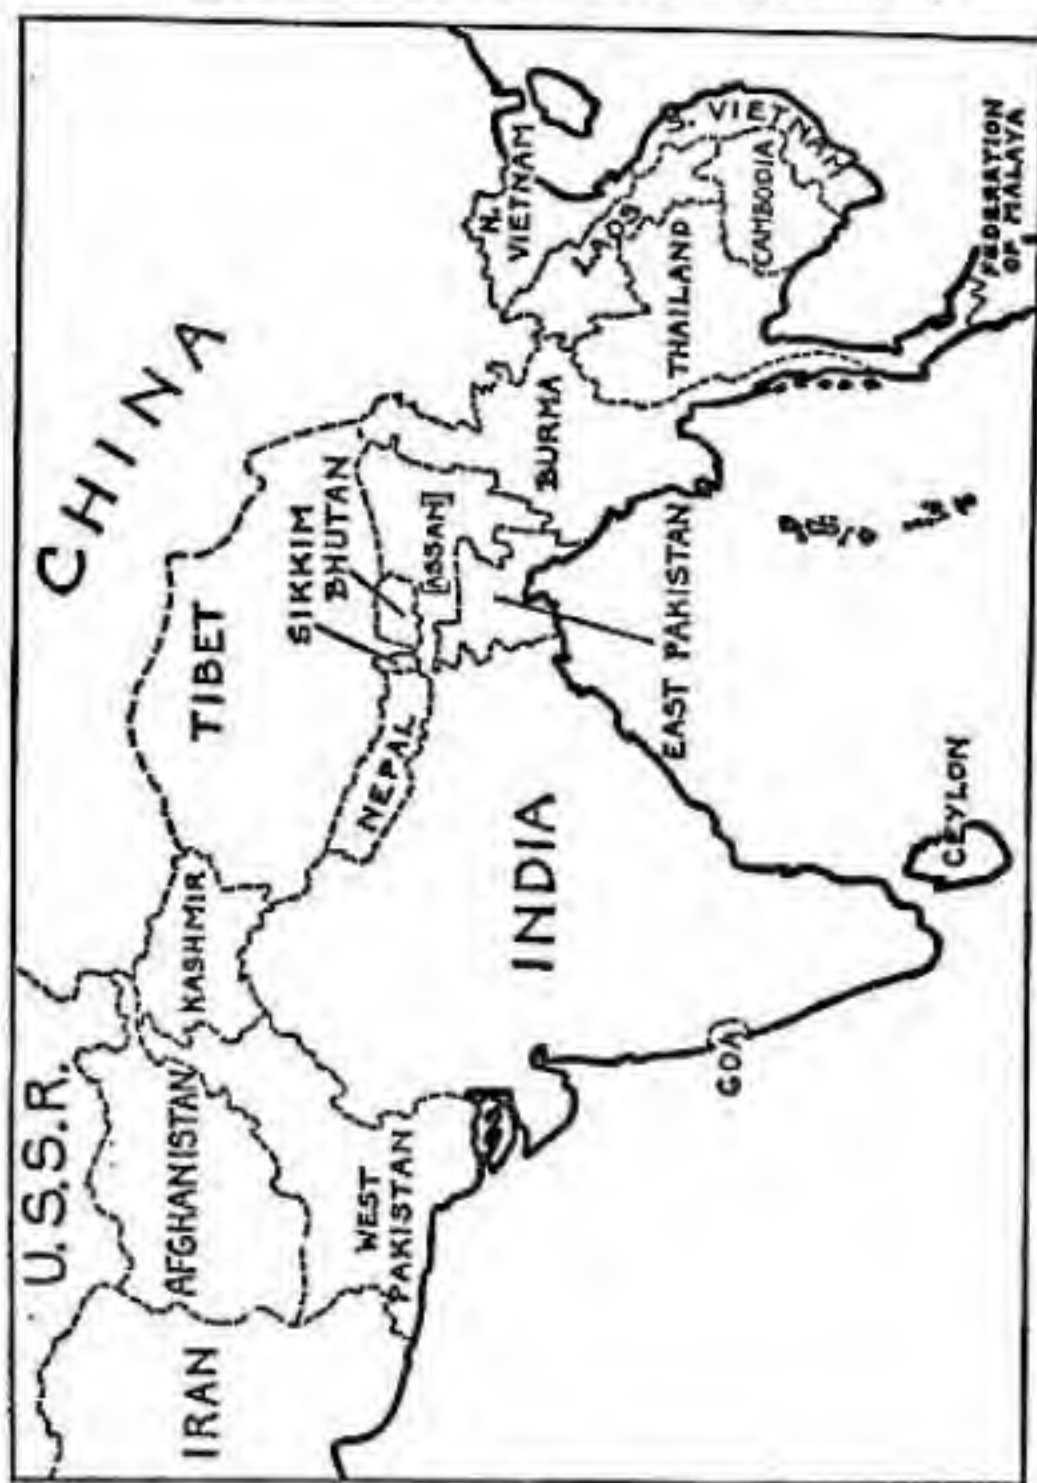 U.S.S.R.
CHINA
IRAN
AFGHANISTAN
KASHMIR
TIBET
WEST
PAKISTAN
NEPAL
SIKKIM
BHUTAN
[ASSAM]
INDIA
BURMA
N.
VIETNAM
LAOS
THAILAND
S. VIETNAM
CAMBODIA
EAST PAKISTAN
GOA
CEYLON
FEDERATION
OF MALAYA